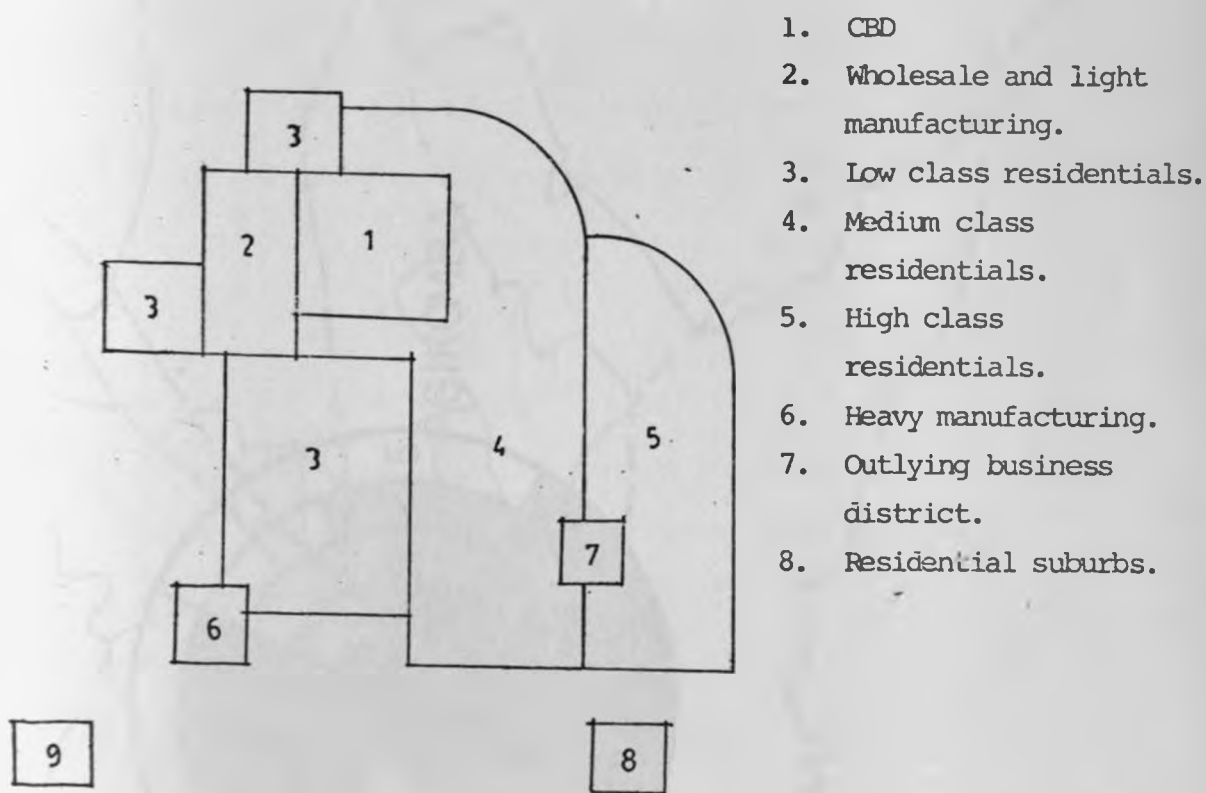 1. CBD
2. Wholesale and light
manufacturing.
3. Low class residentials.
4. Medium class
residentials.
5. High class
residentials.
6. Heavy manufacturing.
7. Outlying business
district.
8. Residential suburbs.
3
2
1
3
3
4
5
7
6
9
8